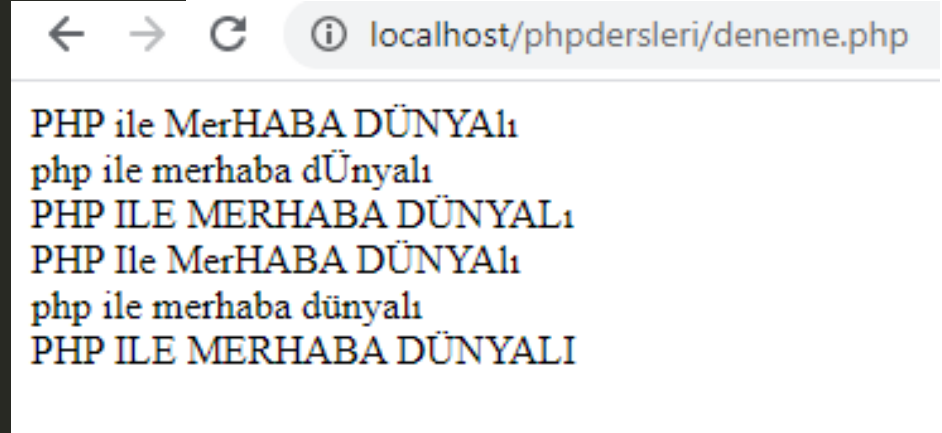 localhost/phpdersleri/deneme.php
PHP ile MerHABA DÜNYAlı
php ile merhaba dÜnyalı
PHP ILE MERHABA DÜNYALı
PHP Ile MerHABA DÜNYAlı
php ile merhaba dünyalı
PHP ILE MERHABA DÜNYALI